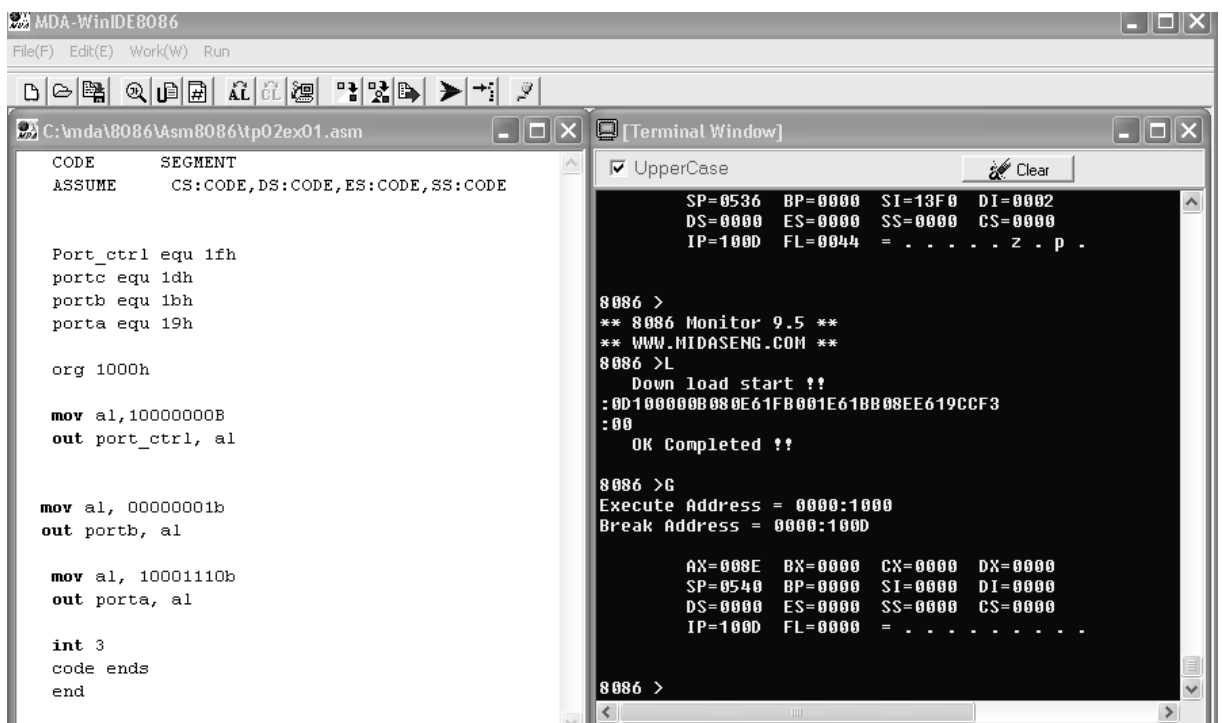 MDA-WinIDE8086
File(F) Edit(E) Work(W) Run
C:\mda\8086\Asm8086\tp02ex01.asm
CODE SEGMENT
ASSUME CS:CODE,DS:CODE,ES:CODE,SS:CODE
Port_ctrl equ 1fh
portc equ 1dh
portb equ 1bh
porta equ 19h
org 1000h
mov al,10000000B
out port_ctrl, al
mov al, 00000001b
out portb, al
mov al, 10001110b
out porta, al
int 3
code ends
end
[Terminal Window]
UpperCase
Clear
SP=0536 BP=0000 SI=13F0 DI=0002
DS=0000 ES=0000 SS=0000 CS=0000
IP=100D FL=0044 = . . . . . z . p .
8086 >
** 8086 Monitor 9.5 **
** WWW.MIDASENG.COM **
8086 >L
Down load start !!
:0D100000B080E61FB001E61BB08EE619CCF3
:00
OK Completed !!
8086 >G
Execute Address = 0000:1000
Break Address = 0000:100D
AX=008E BX=0000 CX=0000 DX=0000
SP=0540 BP=0000 SI=0000 DI=0000
DS=0000 ES=0000 SS=0000 CS=0000
IP=100D FL=0000 = . . . . . . . . .
8086 >